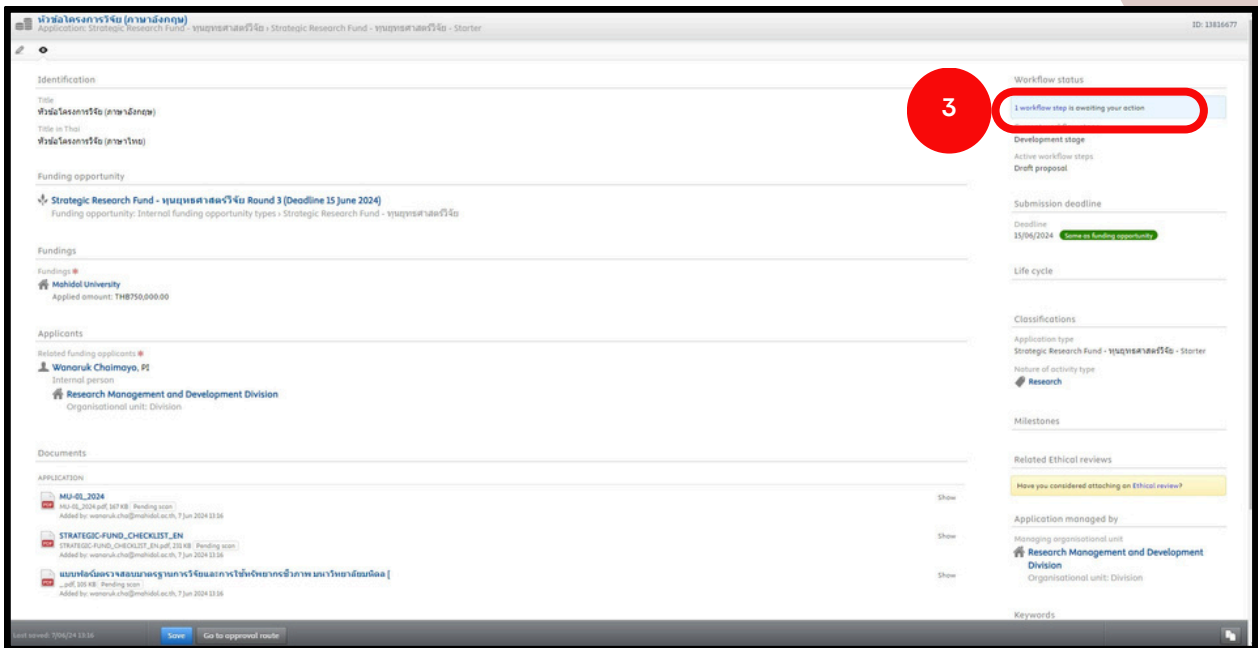 หัวข้อโครงการวิจัย (ภาษาอังกฤษ)
Application: Strategic Research Fund - ทุนยุทธศาสตร์วิจัย › Strategic Research Fund - ทุนยุทธศาสตร์วิจัย - Starter
ID: 13816677
Identification
Title
หัวข้อโครงการวิจัย (ภาษาอังกฤษ)
Title in Thai
หัวข้อโครงการวิจัย (ภาษาไทย)
Funding opportunity
Strategic Research Fund - ทุนยุทธศาสตร์วิจัย Round 3 (Deadline 15 June 2024)
Funding opportunity: Internal funding opportunity types › Strategic Research Fund - ทุนยุทธศาสตร์วิจัย
Fundings
Fundings
Mahidol University
Applied amount: THB750,000.00
Applicants
Related funding applicants
Wanaruk Chaimayo, PI
Internal person
Research Management and Development Division
Organisational unit: Division
Documents
APPLICATION
MU-01_2024
MU-01_2024.pdf, 167 KB Pending scan
Added by: wanaruk.cha@mahidol.ac.th, 7 Jun 2024 13:16
Show
STRATEGIC-FUND_CHECKLIST_EN
STRATEGIC-FUND_CHECKLIST_EN.pdf, 231 KB Pending scan
Added by: wanaruk.cha@mahidol.ac.th, 7 Jun 2024 13:16
Show
แบบฟอร์มตรวจสอบมาตรฐานการวิจัยและการใช้ทรัพยากรชีวภาพ มหาวิทยาลัยมหิดล [
_.pdf, 105 KB Pending scan
Added by: wanaruk.cha@mahidol.ac.th, 7 Jun 2024 13:16
Show
3
Workflow status
1 workflow step is awaiting your action
Development stage
Active workflow steps
Draft proposal
Submission deadline
Deadline
15/06/2024 Same as funding opportunity
Life cycle
Classifications
Application type
Strategic Research Fund - ทุนยุทธศาสตร์วิจัย - Starter
Nature of activity type
Research
Milestones
Related Ethical reviews
Have you considered attaching an Ethical review?
Application managed by
Managing organisational unit
Research Management and Development
Division
Organisational unit: Division
Keywords
Last saved: 7/06/24 13:16
Save
Go to approval route